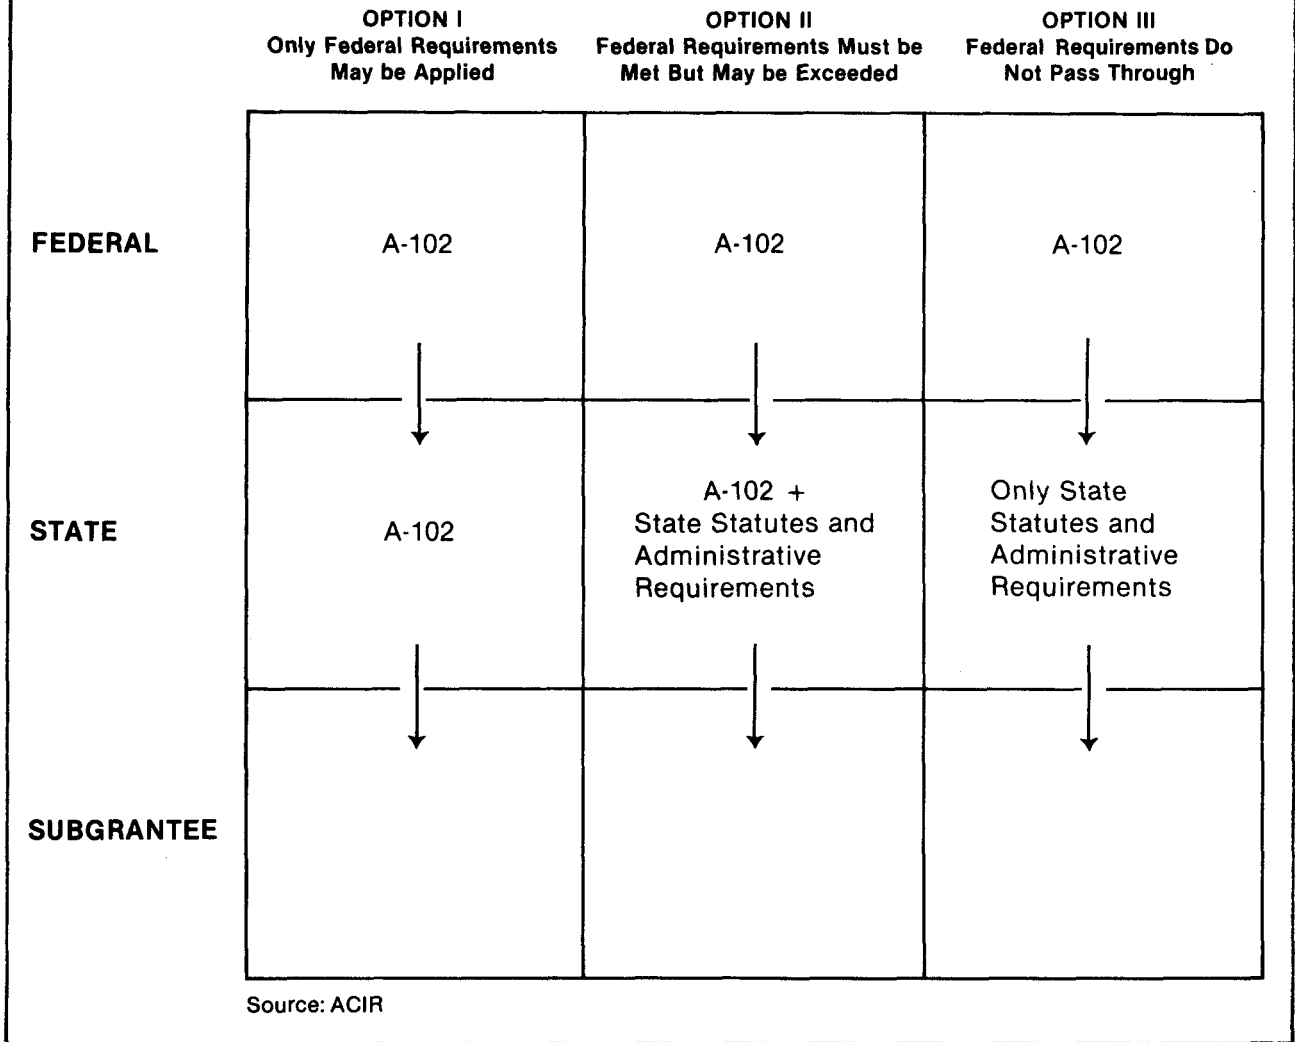 OPTION I
Only Federal Requirements
May be Applied
OPTION II
Federal Requirements Must be
Met But May be Exceeded
OPTION III
Federal Requirements Do
Not Pass Through
FEDERAL
A-102
A-102
A-102
STATE
A-102
A-102 +
State Statutes and
Administrative
Requirements
Only State
Statutes and
Administrative
Requirements
SUBGRANTEE
Source: ACIR